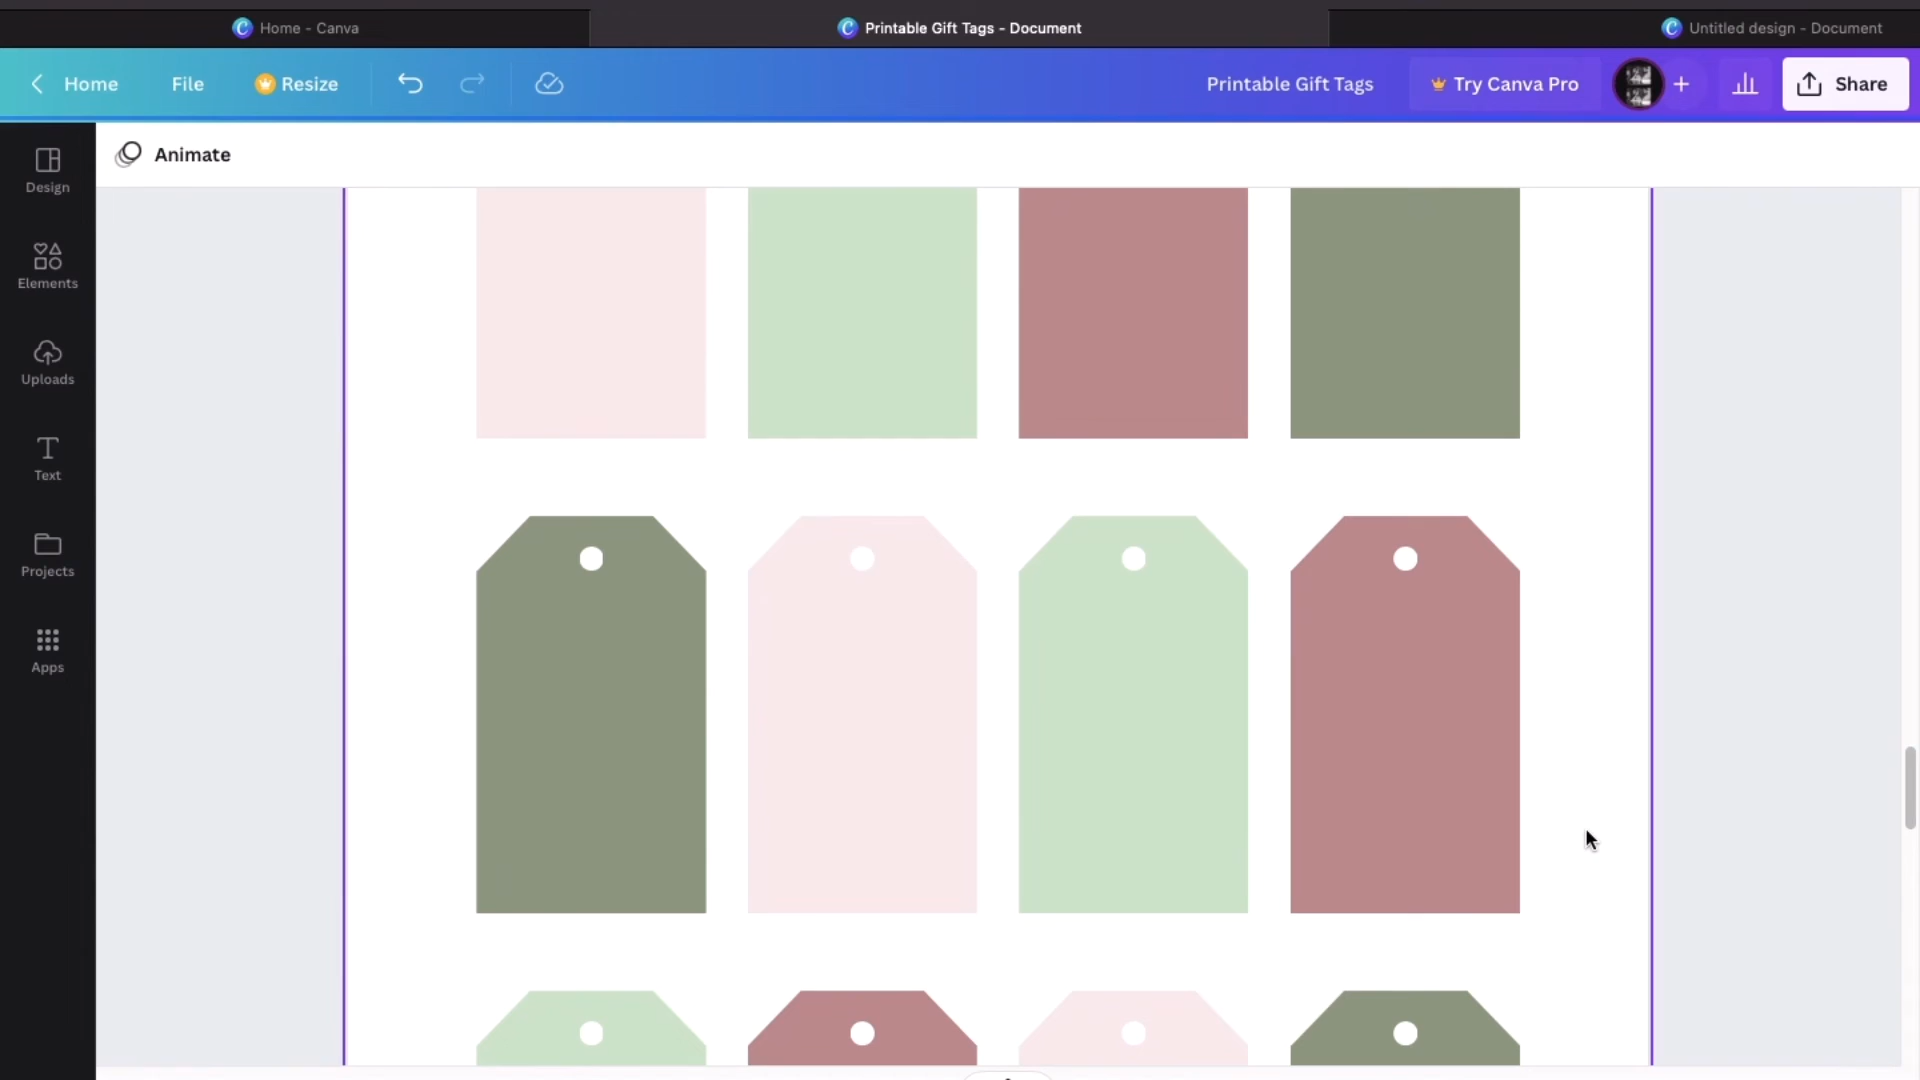 Home - Canva
Printable Gift Tags - Document
Untitled design - Document
Home
File
Resize
Printable Gift Tags
Try Canva Pro
Share
Animate
Design
Elements
Uploads
Text
Projects
Apps